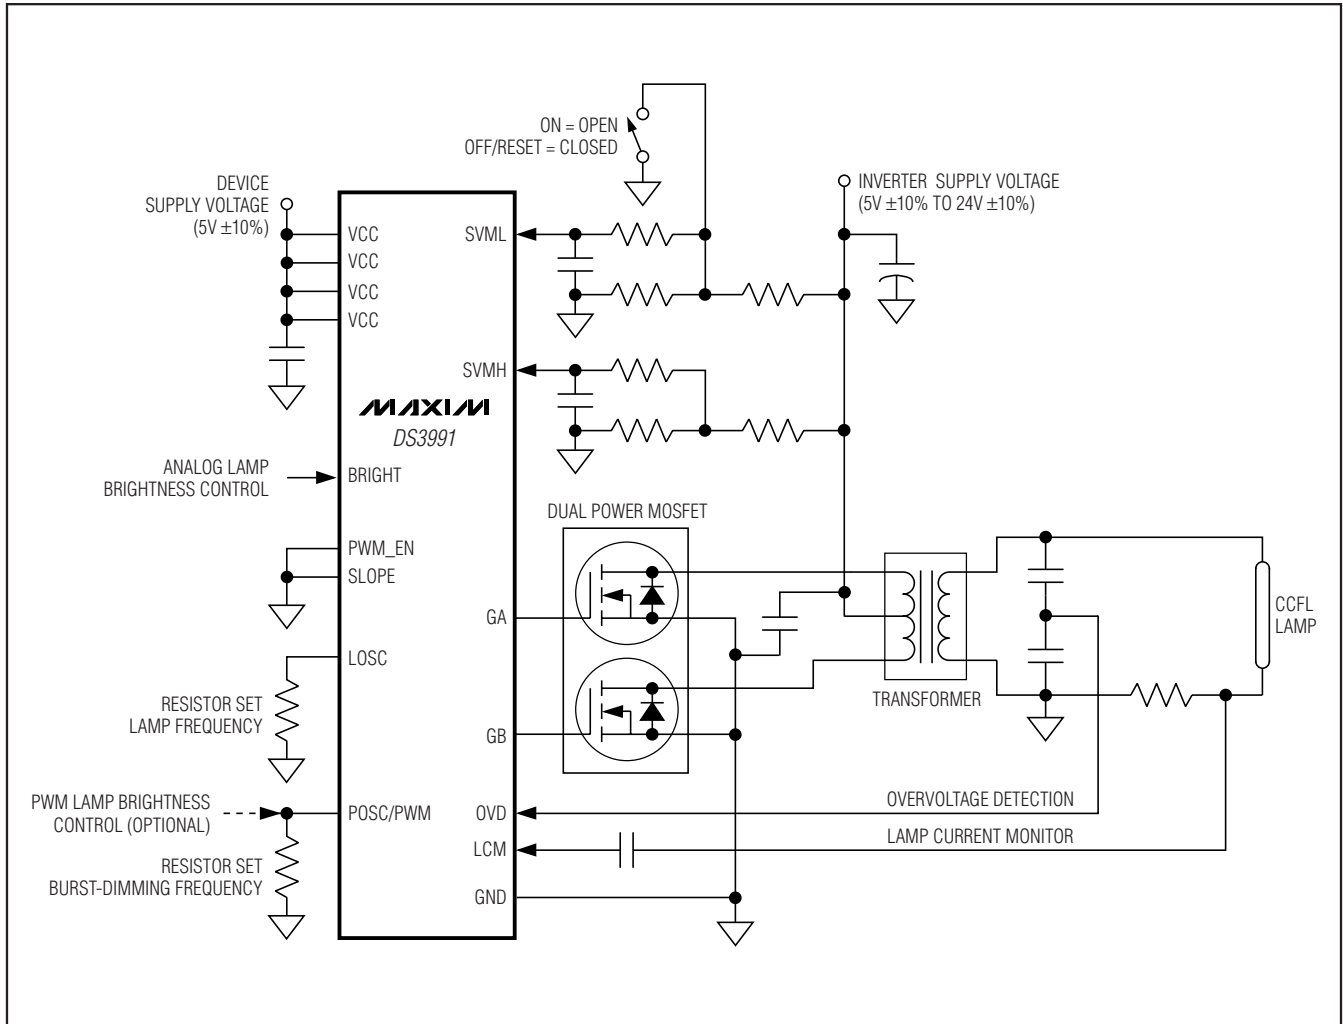 ON = OPEN
OFF/RESET = CLOSED
DEVICE
SUPPLY VOLTAGE
(5V ±10%)
INVERTER SUPPLY VOLTAGE
(5V ±10% TO 24V ±10%)
VCC
VCC
VCC
VCC
SVML
SVMH
MAXIM
DS3991
ANALOG LAMP
BRIGHTNESS CONTROL
BRIGHT
DUAL POWER MOSFET
PWM_EN
SLOPE
GA
CCFL
LAMP
LOSC
RESISTOR SET
LAMP FREQUENCY
TRANSFORMER
GB
PWM LAMP BRIGHTNESS
CONTROL (OPTIONAL)
POSC/PWM
OVD
OVERVOLTAGE DETECTION
LCM
LAMP CURRENT MONITOR
RESISTOR SET
BURST-DIMMING FREQUENCY
GND